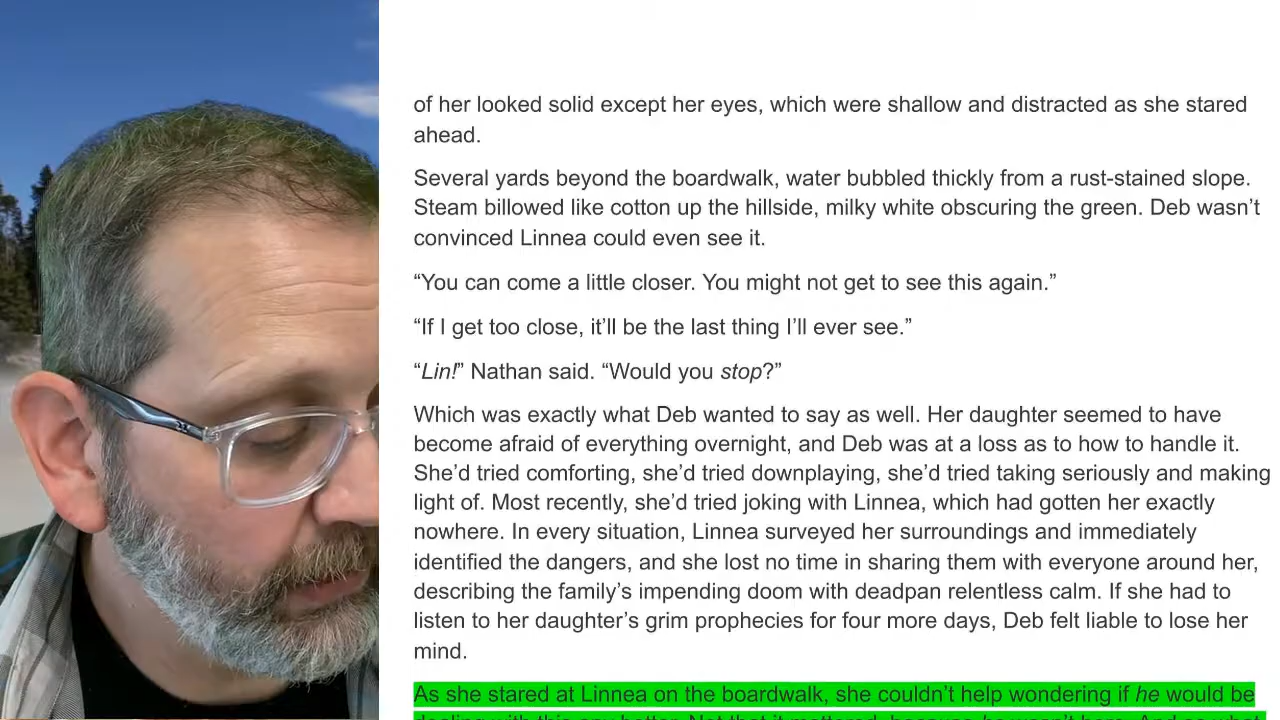 of her looked solid except her eyes, which were shallow and distracted as she stared
ahead.
Several yards beyond the boardwalk, water bubbled thickly from a rust-stained slope.
Steam billowed like cotton up the hillside, milky white obscuring the green. Deb wasn’t
convinced Linnea could even see it.
“You can come a little closer. You might not get to see this again.”
“If I get too close, it’ll be the last thing I’ll ever see.”
“Lin!” Nathan said. “Would you stop?”
Which was exactly what Deb wanted to say as well. Her daughter seemed to have
become afraid of everything overnight, and Deb was at a loss as to how to handle it.
She’d tried comforting, she’d tried downplaying, she’d tried taking seriously and making
light of. Most recently, she’d tried joking with Linnea, which had gotten her exactly
nowhere. In every situation, Linnea surveyed her surroundings and immediately
identified the dangers, and she lost no time in sharing them with everyone around her,
describing the family’s impending doom with deadpan relentless calm. If she had to
listen to her daughter’s grim prophecies for four more days, Deb felt liable to lose her
mind.
As she stared at Linnea on the boardwalk, she couldn’t help wondering if he would be